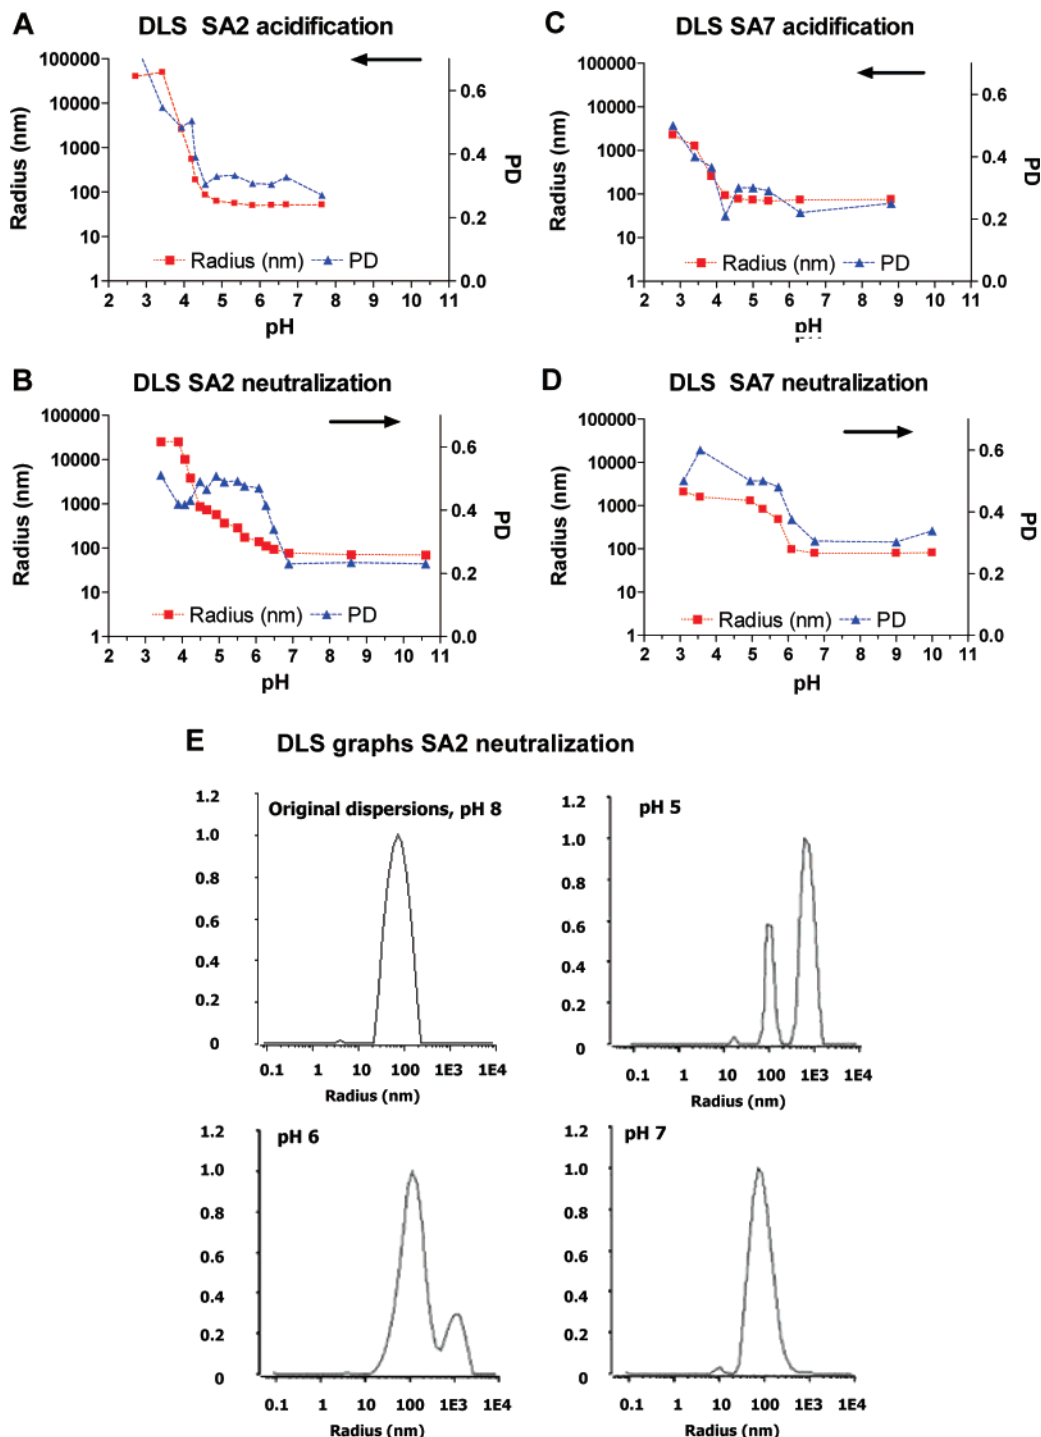 A DLS SA2 acidification
100000
10000
1000
100
10
1
Radius (nm)
0.6
0.4
0.2
0.0
PD
Radius (nm) PD
2 3 4 5 6 7 8 9 10 11
pH
C DLS SA7 acidification
100000
10000
1000
100
10
1
Radius (nm)
0.6
0.4
0.2
0.0
PD
Radius (nm) PD
2 3 4 5 6 7 8 9 10 11
pH
B DLS SA2 neutralization
100000
10000
1000
100
10
1
Radius (nm)
0.6
0.4
0.2
0.0
PD
Radius (nm) PD
2 3 4 5 6 7 8 9 10 11
pH
D DLS SA7 neutralization
100000
10000
1000
100
10
1
Radius (nm)
0.6
0.4
0.2
0.0
PD
Radius (nm) PD
2 3 4 5 6 7 8 9 10 11
pH
E DLS graphs SA2 neutralization
Original dispersions, pH 8
1.2
1.0
0.8
0.6
0.4
0.2
0
0.1 1 10 100 1E3 1E4
Radius (nm)
pH 5
1.2
1.0
0.8
0.6
0.4
0.2
0
0.1 1 10 100 1E3 1E4
Radius (nm)
pH 6
1.2
1.0
0.8
0.6
0.4
0.2
0
0.1 1 10 100 1E3 1E4
Radius (nm)
pH 7
1.2
1.0
0.8
0.6
0.4
0.2
0
0.1 1 10 100 1E3 1E4
Radius (nm)